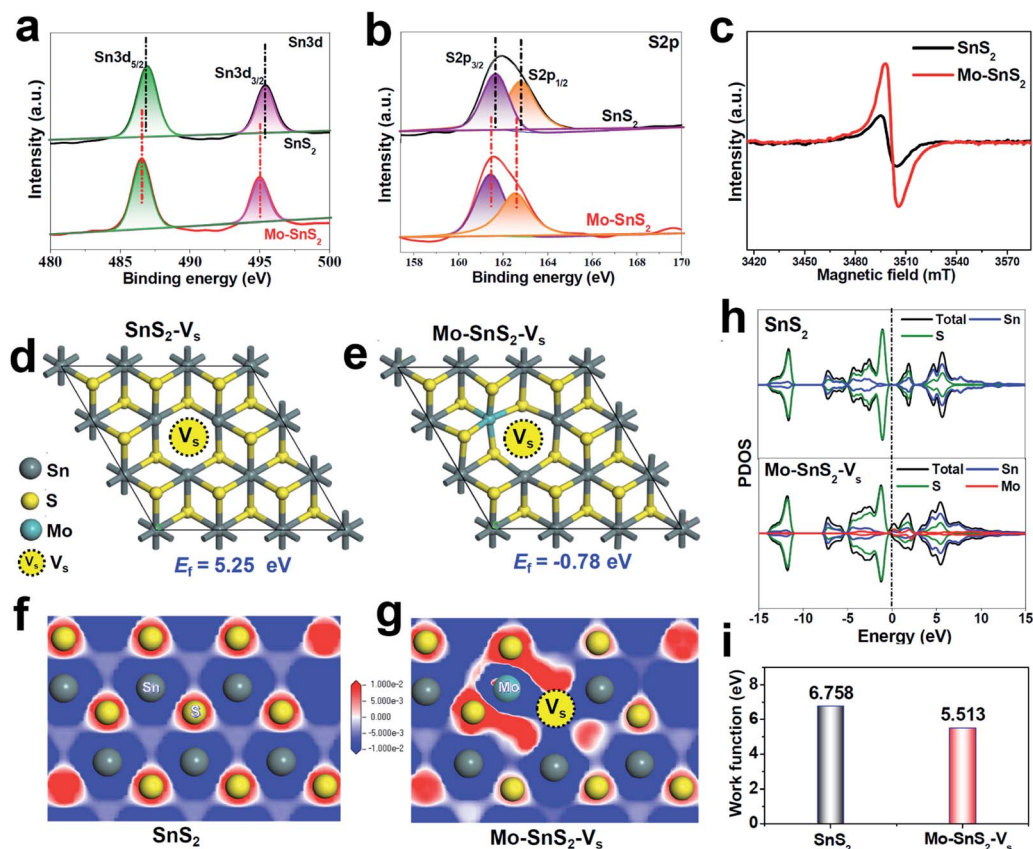 a
Sn3d
Sn3d5/2
Sn3d3/2
SnS2
Mo-SnS2
Intensity (a.u.)
480 485 490 495 500
Binding energy (eV)
b
S2p
S2p3/2
S2p1/2
SnS2
Mo-SnS2
Intensity (a.u.)
158 160 162 164 166 168 170
Binding energy (eV)
c
SnS2
Mo-SnS2
Intensity (a.u.)
3420 3450 3480 3510 3540 3570
Magnetic field (mT)
d
SnS2-Vs
Vs
Sn
S
Mo
Vs Vs
Ef = 5.25 eV
e
Mo-SnS2-Vs
Vs
Ef = -0.78 eV
f
Sn
S
SnS2
1.000e-2
5.000e-3
0.000
-5.000e-3
-1.000e-2
g
Mo
Vs
Mo-SnS2-Vs
h
SnS2
Total Sn
S
Mo-SnS2-Vs
Total Sn
S Mo
PDOS
-15 -10 -5 0 5 10 15
Energy (eV)
i
Work function (eV)
8
6
4
2
0
6.758
5.513
SnS2 Mo-SnS2-Vs